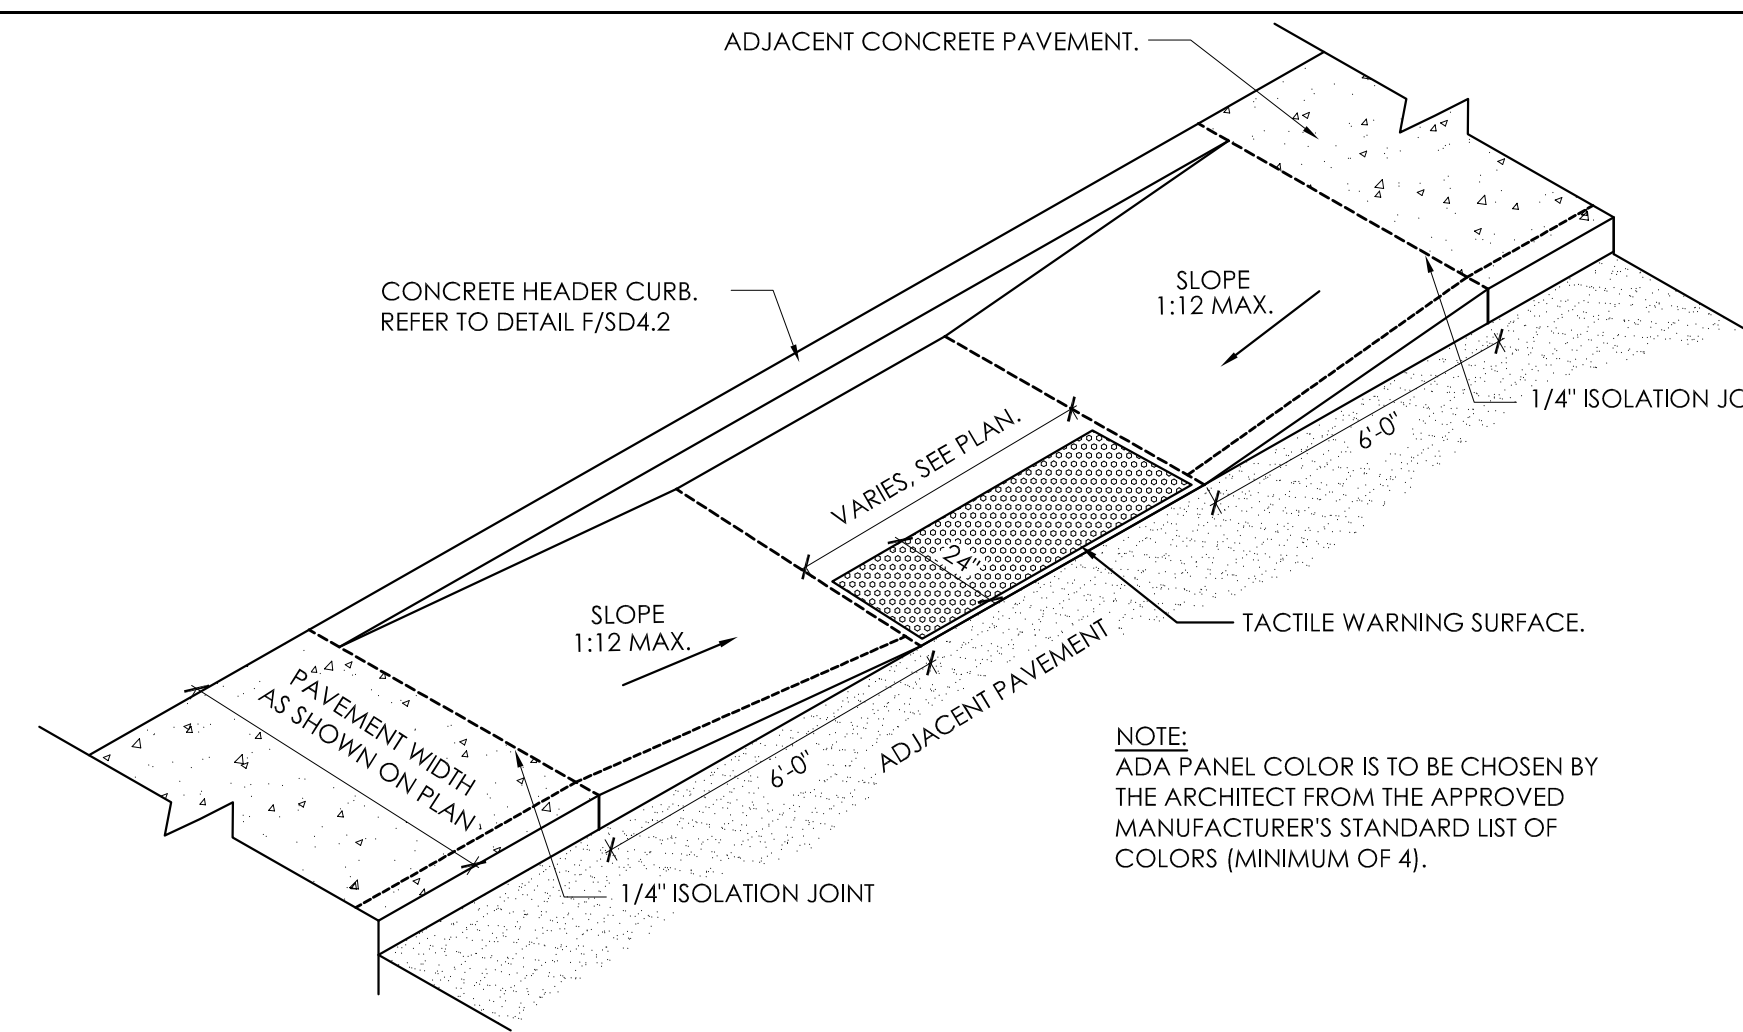 ADJACENT CONCRETE PAVEMENT.
CONCRETE HEADER CURB.
REFER TO DETAIL F/SD4.2
SLOPE
1:12 MAX.
1/4" ISOLATION
6'-0"
VARIES, SEE PLAN.
24"
SLOPE
1:12 MAX.
TACTILE WARNING SURFACE.
PAVEMENT WIDTH
AS SHOWN ON PLAN
ADJACENT PAVEMENT
6'-0"
1/4" ISOLATION JOINT
NOTE:
ADA PANEL COLOR IS TO BE CHOSEN BY
THE ARCHITECT FROM THE APPROVED
MANUFACTURER'S STANDARD LIST OF
COLORS (MINIMUM OF 4).